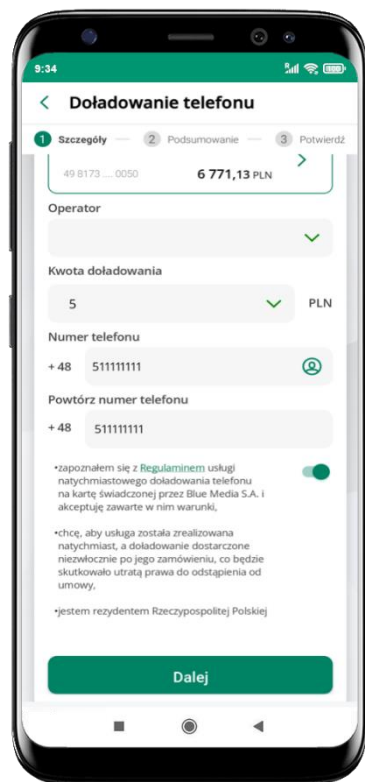 9:34
Doładowanie telefonu
1 Szczegóły 2 Podsumowanie 3 Potwierdź
49 8173 .... 0050 6 771,13 PLN
Operator
Kwota doładowania
5 PLN
Numer telefonu
+ 48 511111111
Powtórz numer telefonu
+ 48 511111111
•zapoznałem się z Regulaminem usługi
natychmiastowego doładowania telefonu
na kartę świadczonej przez Blue Media S.A. i
akceptuję zawarte w nim warunki,
•chcę, aby usługa została zrealizowana
natychmiast, a doładowanie dostarczone
niezwłocznie po jego zamówieniu, co będzie
skutkowało utratą prawa do odstąpienia od
umowy,
•jestem rezydentem Rzeczypospolitej Polskiej
Dalej